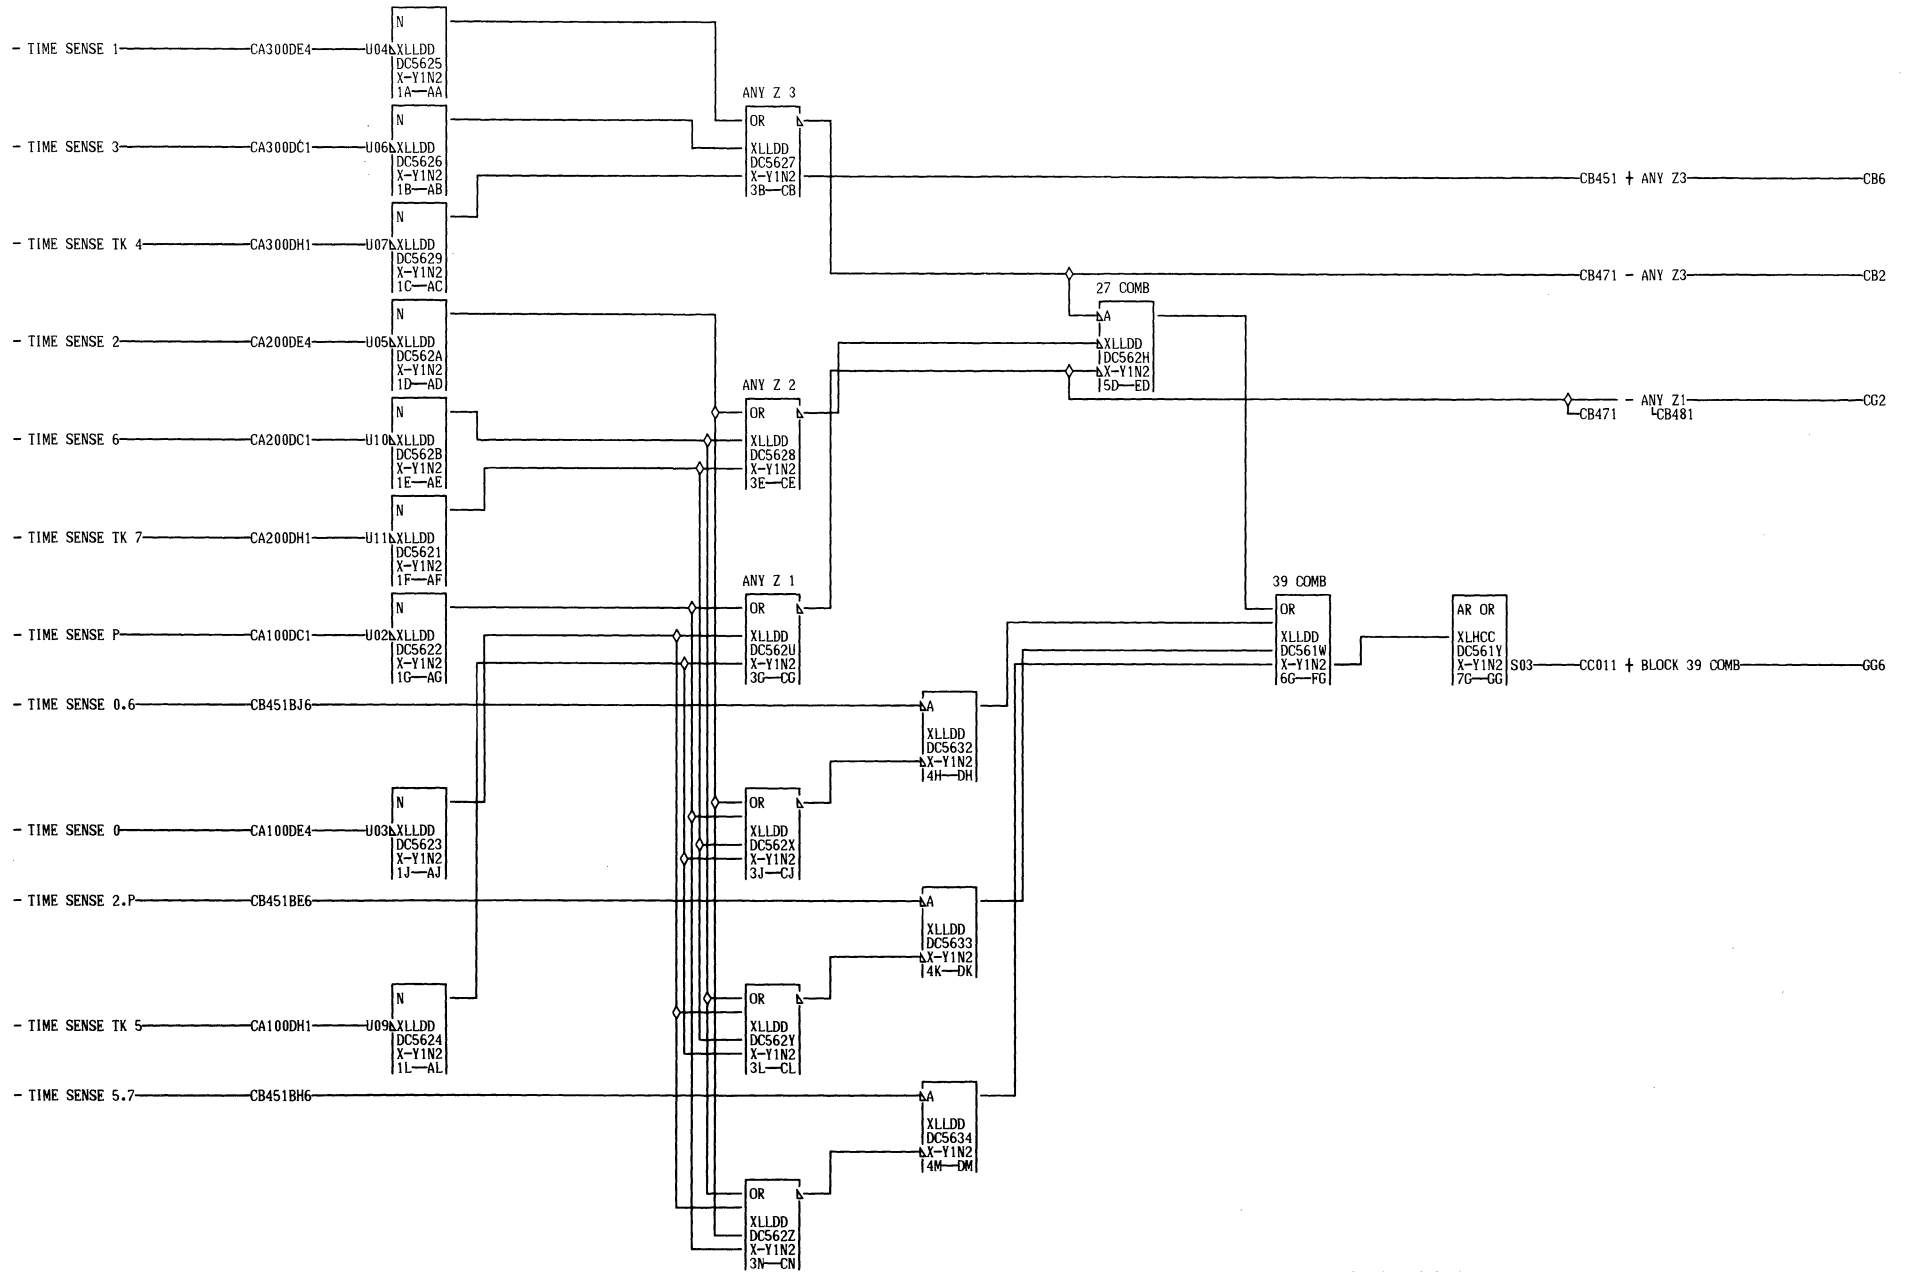 N
- TIME SENSE 1 CA300DE4 U04 XLLDD
DC5625
X-Y1N2
1A AA
ANY Z 3
N
OR
- TIME SENSE 3 CA300DC1 U06 XLLDD
XLLDD
DC5626
DC5627
X-Y1N2
X-Y1N2
CB451 + ANY Z3 CB6
1B AB
3B CB
N
- TIME SENSE TK 4 CA300DH1 U07 XLLDD
DC5629
X-Y1N2
CB471 - ANY Z3 CB2
1C AC
27 COMB
N
A
- TIME SENSE 2 CA200DE4 U05 XLLDD
XLLDD
DC562A
DC562H
X-Y1N2
X-Y1N2
1D AD
5D ED
ANY Z 2
- ANY Z1 CG2
CB471 CB481
N
OR
- TIME SENSE 6 CA200DC1 U10 XLLDD
XLLDD
DC562B
DC5628
X-Y1N2
X-Y1N2
1E AE
3E CE
N
- TIME SENSE TK 7 CA200DH1 U11 XLLDD
DC5621
X-Y1N2
1F AF
ANY Z 1
39 COMB
N
OR
OR
AR OR
- TIME SENSE P CA100DC1 U02 XLLDD
XLLDD
XLLDD
XLHCC
DC5622
DC562U
DC561W
DC561Y
X-Y1N2
X-Y1N2
X-Y1N2
X-Y1N2 S03 CC011 + BLOCK 39 COMB GG6
1G AG
3G CG
6G FG
7G GG
- TIME SENSE 0.6 CB451BJ6
A
XLLDD
DC5632
X-Y1N2
4H DH
N
OR
- TIME SENSE 0 CA100DE4 U03 XLLDD
XLLDD
DC5623
DC562X
X-Y1N2
X-Y1N2
1J AJ
3J CJ
- TIME SENSE 2.P CB451BE6
A
XLLDD
DC5633
X-Y1N2
4K DK
N
OR
- TIME SENSE TK 5 CA100DH1 U09 XLLDD
XLLDD
DC5624
DC562Y
X-Y1N2
X-Y1N2
1L AL
3L CL
- TIME SENSE 5.7 CB451BH6
A
XLLDD
DC5634
X-Y1N2
4M DM
OR
XLLDD
DC562Z
X-Y1N2
3N CN